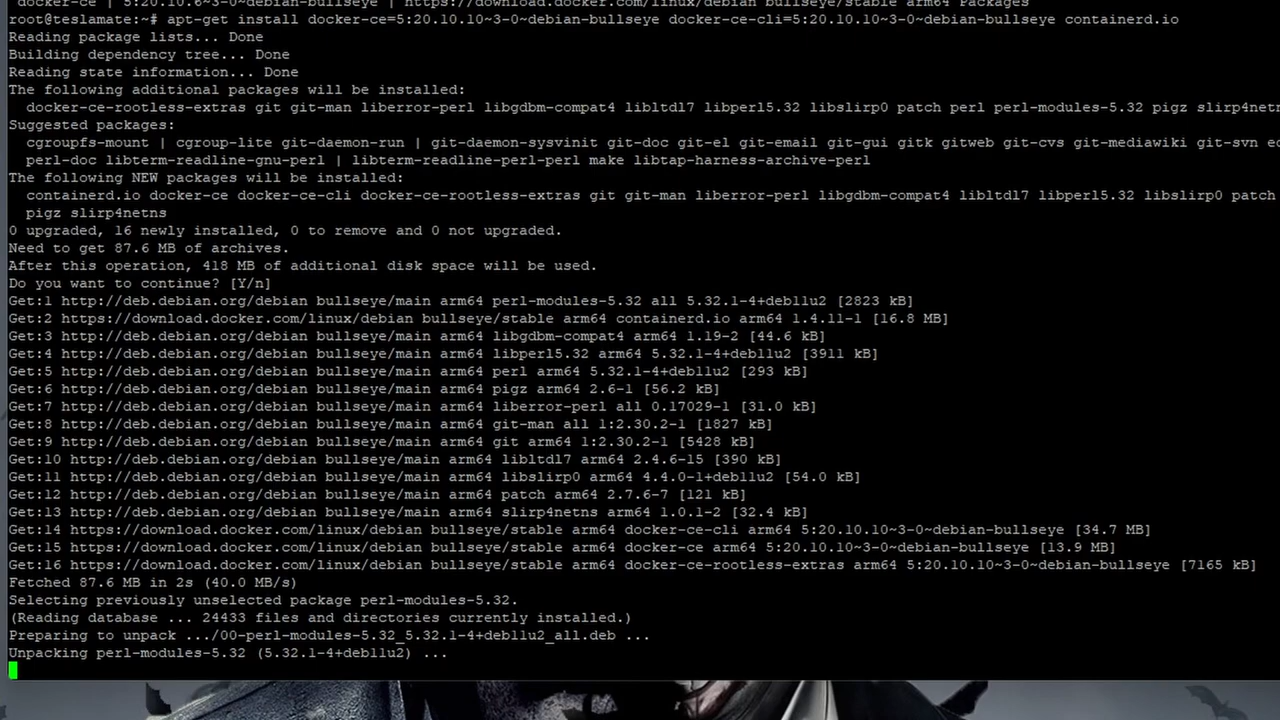 docker-ce | 5:20.10.6~3-0~debian-bullseye | https://download.docker.com/linux/debian bullseye/stable arm64 Packages
root@teslamate:~# apt-get install docker-ce=5:20.10.10~3-0~debian-bullseye docker-ce-cli=5:20.10.10~3-0~debian-bullseye containerd.io
Reading package lists... Done
Building dependency tree... Done
Reading state information... Done
The following additional packages will be installed:
  docker-ce-rootless-extras git git-man liberror-perl libgdbm-compat4 libltdl7 libperl5.32 libslirp0 patch perl perl-modules-5.32 pigz slirp4netns
Suggested packages:
  cgroupfs-mount | cgroup-lite git-daemon-run | git-daemon-sysvinit git-doc git-el git-email git-gui gitk gitweb git-cvs git-mediawiki git-svn ed
  perl-doc libterm-readline-gnu-perl | libterm-readline-perl-perl make libtap-harness-archive-perl
The following NEW packages will be installed:
  containerd.io docker-ce docker-ce-cli docker-ce-rootless-extras git git-man liberror-perl libgdbm-compat4 libltdl7 libperl5.32 libslirp0 patch
  pigz slirp4netns
0 upgraded, 16 newly installed, 0 to remove and 0 not upgraded.
Need to get 87.6 MB of archives.
After this operation, 418 MB of additional disk space will be used.
Do you want to continue? [Y/n]
Get:1 http://deb.debian.org/debian bullseye/main arm64 perl-modules-5.32 all 5.32.1-4+deb11u2 [2823 kB]
Get:2 https://download.docker.com/linux/debian bullseye/stable arm64 containerd.io arm64 1.4.11-1 [16.8 MB]
Get:3 http://deb.debian.org/debian bullseye/main arm64 libgdbm-compat4 arm64 1.19-2 [44.6 kB]
Get:4 http://deb.debian.org/debian bullseye/main arm64 libperl5.32 arm64 5.32.1-4+deb11u2 [3911 kB]
Get:5 http://deb.debian.org/debian bullseye/main arm64 perl arm64 5.32.1-4+deb11u2 [293 kB]
Get:6 http://deb.debian.org/debian bullseye/main arm64 pigz arm64 2.6-1 [56.2 kB]
Get:7 http://deb.debian.org/debian bullseye/main arm64 liberror-perl all 0.17029-1 [31.0 kB]
Get:8 http://deb.debian.org/debian bullseye/main arm64 git-man all 1:2.30.2-1 [1827 kB]
Get:9 http://deb.debian.org/debian bullseye/main arm64 git arm64 1:2.30.2-1 [5428 kB]
Get:10 http://deb.debian.org/debian bullseye/main arm64 libltdl7 arm64 2.4.6-15 [390 kB]
Get:11 http://deb.debian.org/debian bullseye/main arm64 libslirp0 arm64 4.4.0-1+deb11u2 [54.0 kB]
Get:12 http://deb.debian.org/debian bullseye/main arm64 patch arm64 2.7.6-7 [121 kB]
Get:13 http://deb.debian.org/debian bullseye/main arm64 slirp4netns arm64 1.0.1-2 [32.4 kB]
Get:14 https://download.docker.com/linux/debian bullseye/stable arm64 docker-ce-cli arm64 5:20.10.10~3-0~debian-bullseye [34.7 MB]
Get:15 https://download.docker.com/linux/debian bullseye/stable arm64 docker-ce arm64 5:20.10.10~3-0~debian-bullseye [13.9 MB]
Get:16 https://download.docker.com/linux/debian bullseye/stable arm64 docker-ce-rootless-extras arm64 5:20.10.10~3-0~debian-bullseye [7165 kB]
Fetched 87.6 MB in 2s (40.0 MB/s)
Selecting previously unselected package perl-modules-5.32.
(Reading database ... 24433 files and directories currently installed.)
Preparing to unpack .../00-perl-modules-5.32_5.32.1-4+deb11u2_all.deb ...
Unpacking perl-modules-5.32 (5.32.1-4+deb11u2) ...